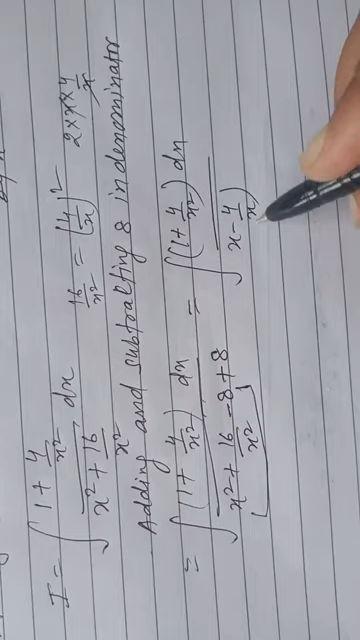 I = ∫ (1 + 4/x²) / (x² + 16/x²) dx 16/x² = (4/x)² 2×x×4/x
Adding and subtracting 8 in denominator
= ∫ (1 + 4/x²) dx / (x² + 16/x² - 8 + 8) = ∫ (1 + 4/x²) dx / (x - 4/x)